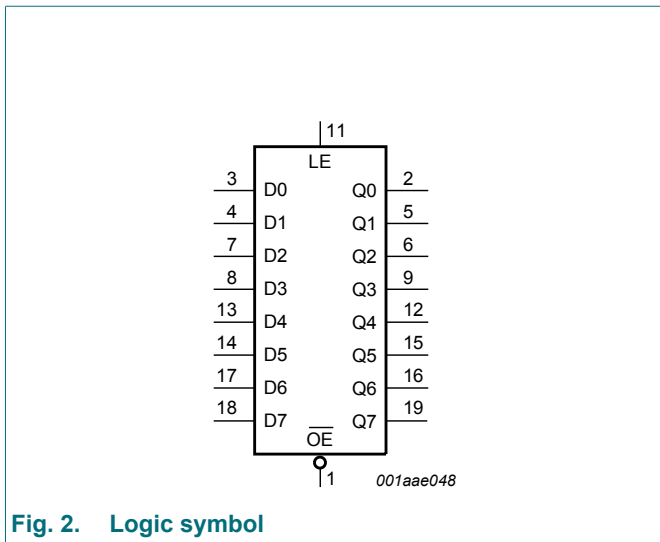 11
LE
3 D0 Q0 2
4 D1 Q1 5
7 D2 Q2 6
8 D3 Q3 9
13 D4 Q4 12
14 D5 Q5 15
17 D6 Q6 16
18 D7 Q7 19
O̅E̅
1 001aae048
Fig. 2. Logic symbol